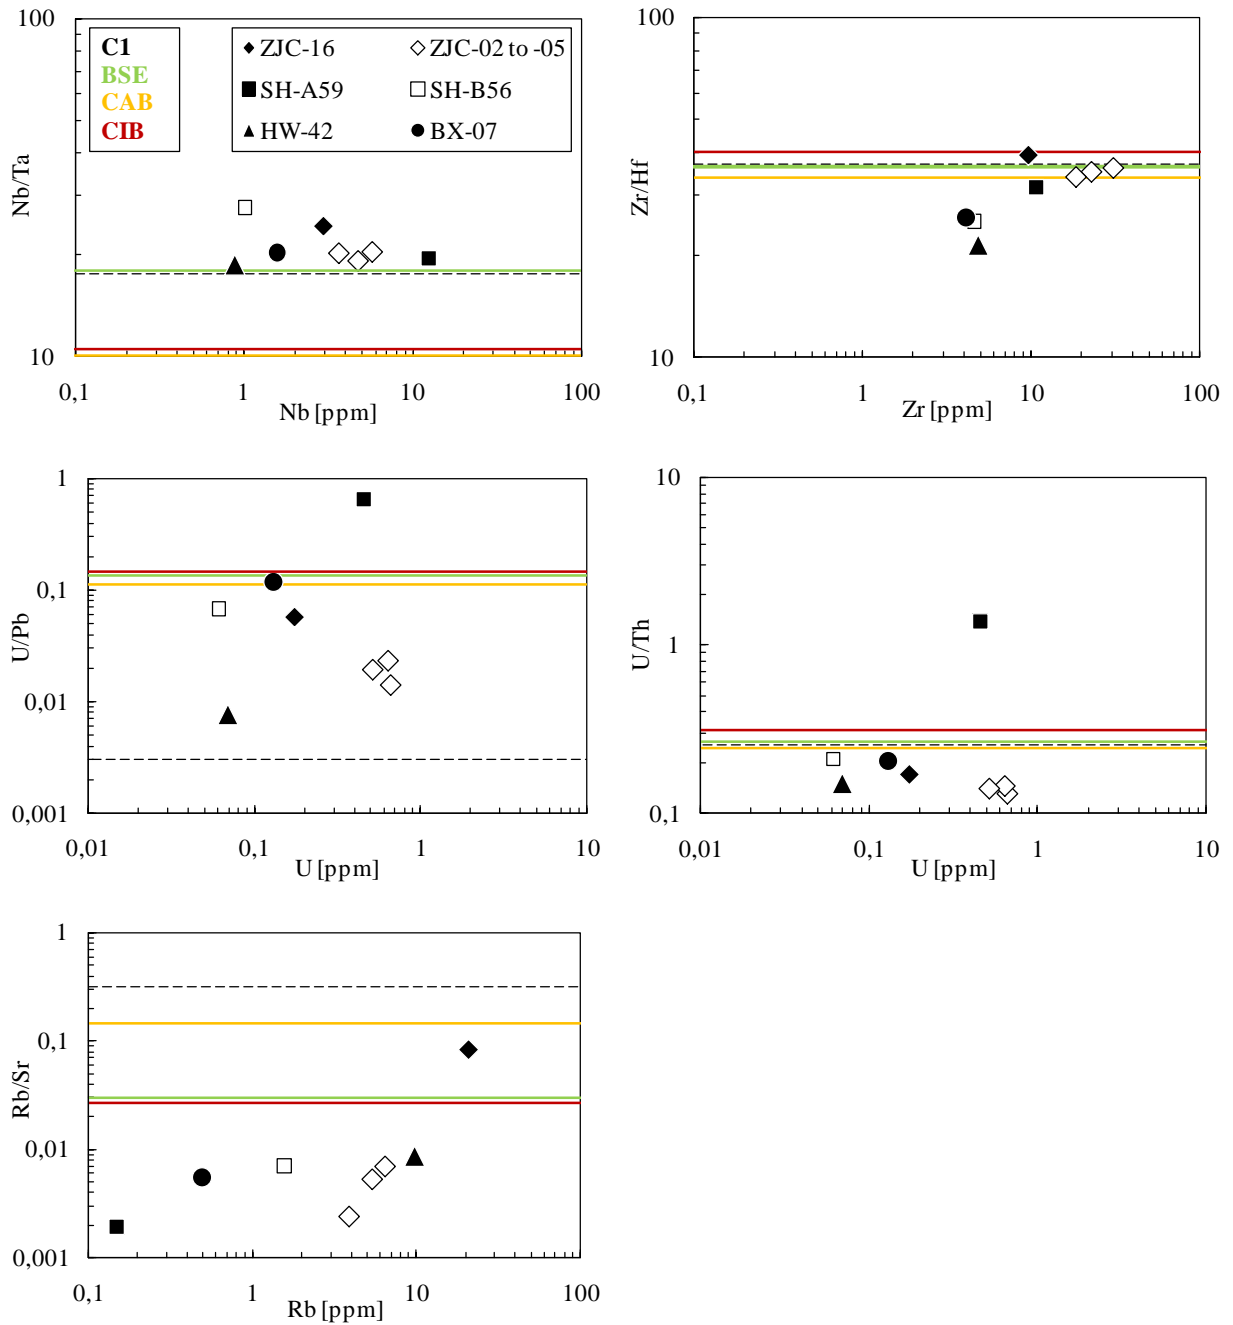 100
C1
BSE
CAB
CIB
ZJC-16
ZJC-02 to -05
SH-A59
SH-B56
HW-42
BX-07
Nb/Ta
10
0,1
1
10
100
Nb [ppm]
100
Zr/Hf
10
0,1
1
10
100
Zr [ppm]
1
0,1
0,01
0,001
U/Pb
0,01
0,1
1
10
U [ppm]
10
1
0,1
U/Th
0,01
0,1
1
10
U [ppm]
1
0,1
0,01
0,001
Rb/Sr
0,1
1
10
100
Rb [ppm]